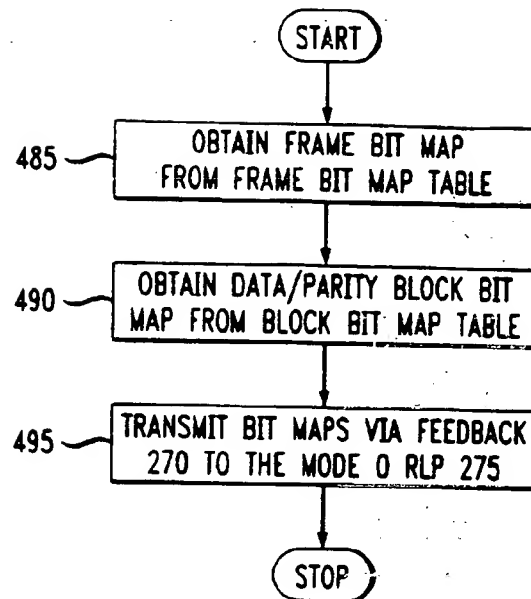 START
485
OBTAIN FRAME BIT MAP
FROM FRAME BIT MAP TABLE
490
OBTAIN DATA/PARITY BLOCK BIT
MAP FROM BLOCK BIT MAP TABLE
495
TRANSMIT BIT MAPS VIA FEEDBACK
270 TO THE MODE 0 RLP 275
STOP